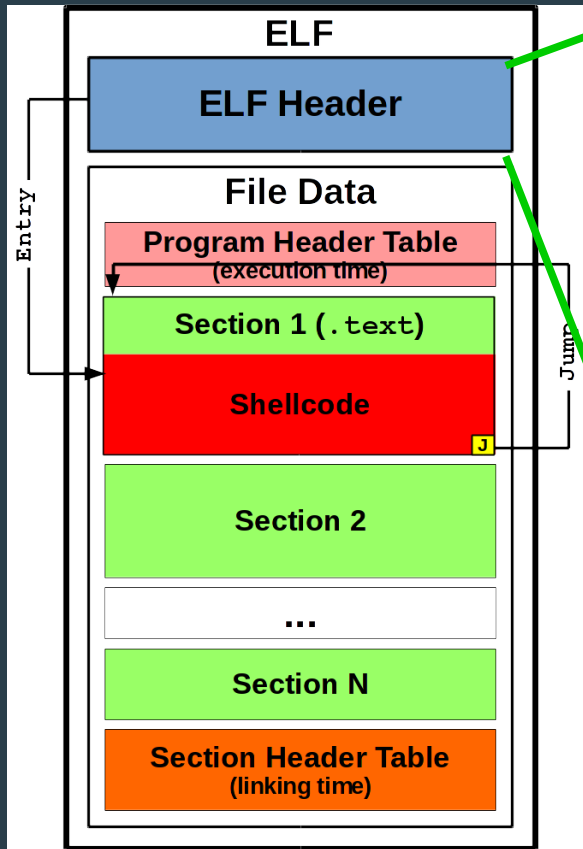 ELF
ELF Header
Entry
File Data
Program Header Table
(execution time)
Section 1 (.text)
Shellcode
J
Jump
Section 2
...
Section N
Section Header Table
(linking time)